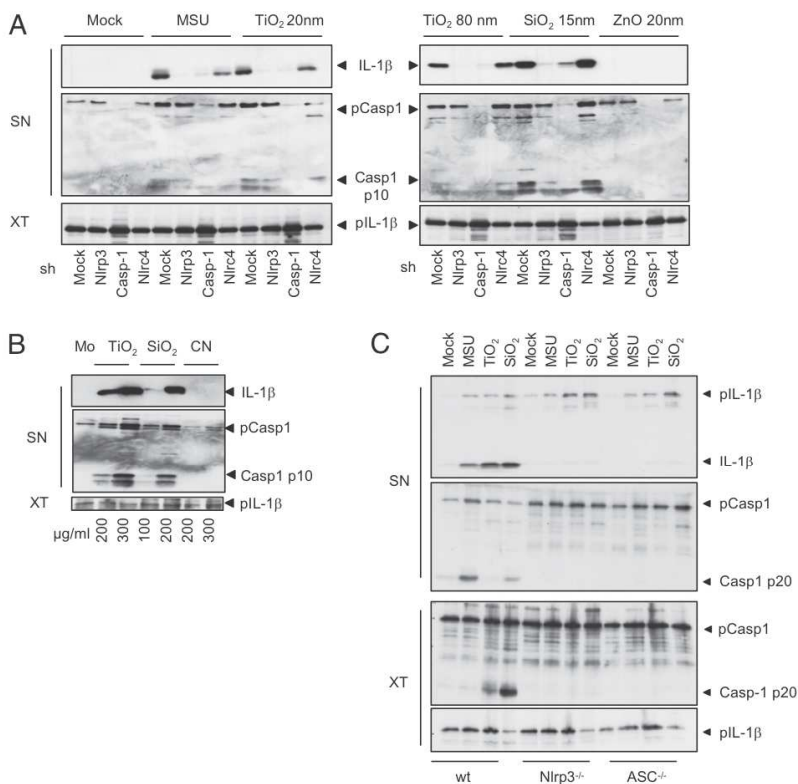 A
Mock MSU TiO2 20nm
TiO2 80 nm SiO2 15nm ZnO 20nm
IL-1β
pCasp1
SN
Casp1
p10
XT
pIL-1β
sh
Mock Nlrp3 Casp-1 Nlrc4 Mock Nlrp3 Casp-1 Nlrc4 Mock Nlrp3 Casp-1 Nlrc4
sh
Mock Nlrp3 Casp-1 Nlrc4 Mock Nlrp3 Casp-1 Nlrc4 Mock Nlrp3 Casp-1 Nlrc4
B
Mo TiO2 SiO2 CN
IL-1β
pCasp1
SN
Casp1 p10
XT
pIL-1β
µg/ml 200 300 100 200 200 300
C
Mock MSU TiO2 SiO2 Mock MSU TiO2 SiO2 Mock MSU TiO2 SiO2
pIL-1β
IL-1β
SN
pCasp1
Casp1 p20
pCasp1
XT
Casp-1 p20
pIL-1β
wt Nlrp3-/- ASC-/-